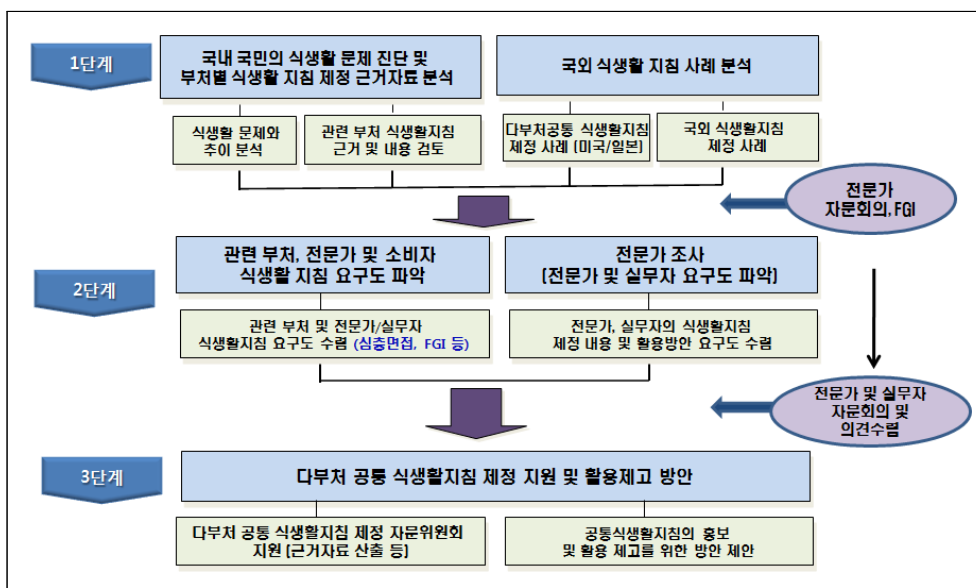 1단계
국내 국민의 식생활 문제 진단 및
부처별 식생활 지침 제정 근거자료 분석
국외 식생활 지침 사례 분석
식생활 문제와
추이 분석
관련 부처 식생활지침
근거 및 내용 검토
다부처공통 식생활지침
제정 사례 (미국/일본)
국외 식생활지침
제정 사례
전문가
자문회의, FGI
2단계
관련 부처, 전문가 및 소비자
식생활 지침 요구도 파악
전문가 조사
(전문가 및 실무자 요구도 파악)
관련 부처 및 전문가/실무자
식생활지침 요구도 수렴 (심층면접, FGI 등)
전문가, 실무자의 식생활지침
제정 내용 및 활용방안 요구도 수렴
전문가 및 실무자
자문회의 및
의견수렴
3단계
다부처 공통 식생활지침 제정 지원 및 활용제고 방안
다부처 공통 식생활지침 제정 자문위원회
지원 (근거자료 산출 등)
공통식생활지침의 홍보
및 활용 제고를 위한 방안 제안